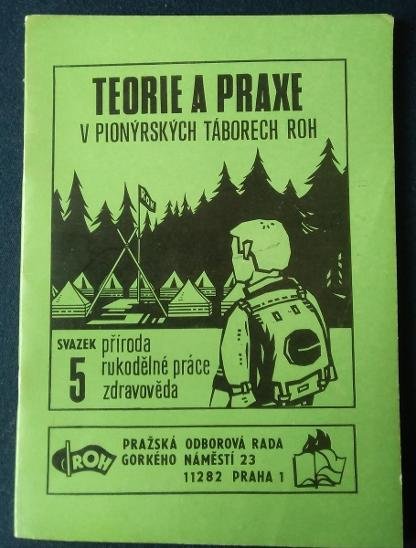 TEORIE A PRAXE
V PIONÝRSKÝCH TÁBORECH ROH
ROH
SVAZEK 5
příroda
rukodělné práce
zdravověda
ROH
PRAŽSKÁ ODBOROVÁ RADA
GORKÉHO NÁMĚSTÍ 23
11282 PRAHA 1